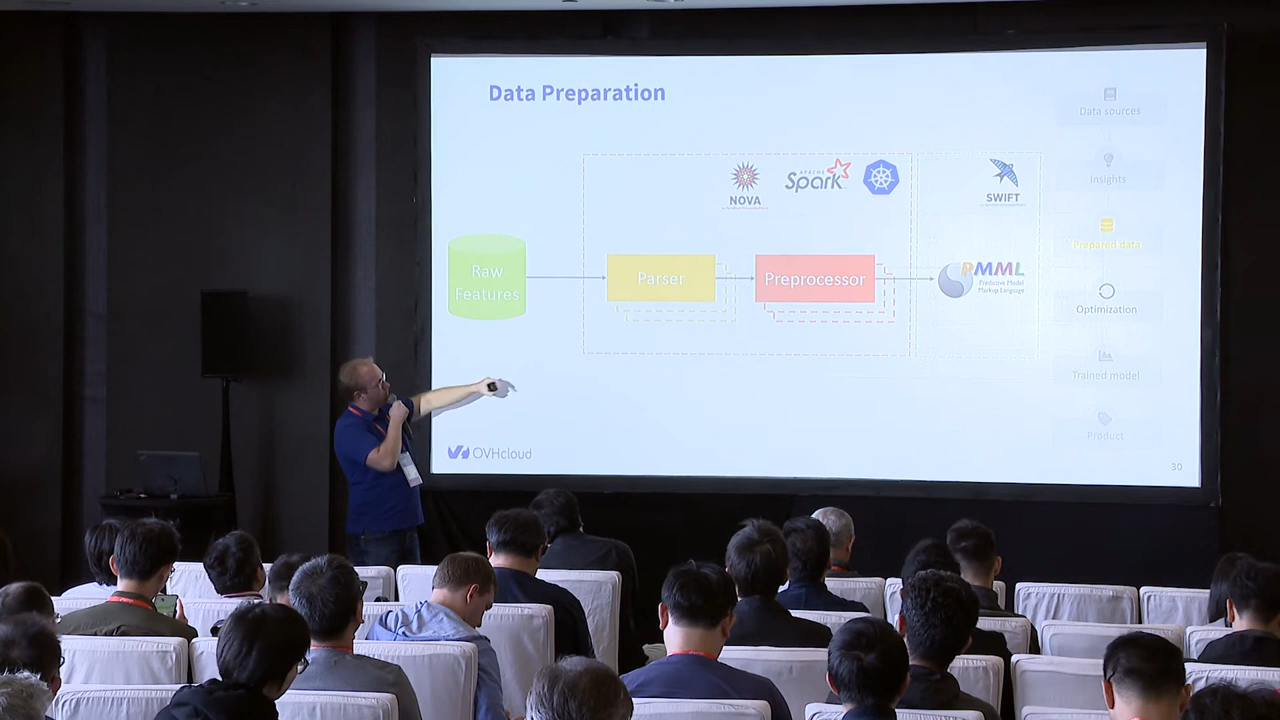 Data Preparation
Data sources
Insights
Prepared data
Optimization
Trained model
Product
NOVA
APACHE
Spark
SWIFT
Raw
Features
Parser
Preprocessor
PMML
Predictive Model
Markup Language
OVHcloud
30